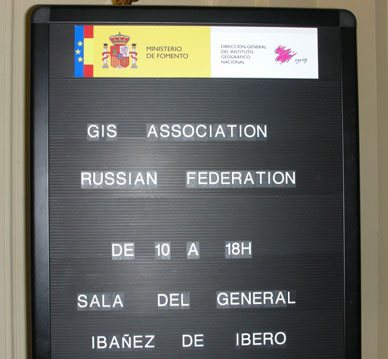 MINISTERIO
DE FOMENTO
DIRECCIÓN GENERAL
DEL INSTITUTO
GEOGRÁFICO
NACIONAL
GIS ASSOCIATION
RUSSIAN FEDERATION
DE 10 A 18H
SALA DEL GENERAL
IBAÑEZ DE IBERO